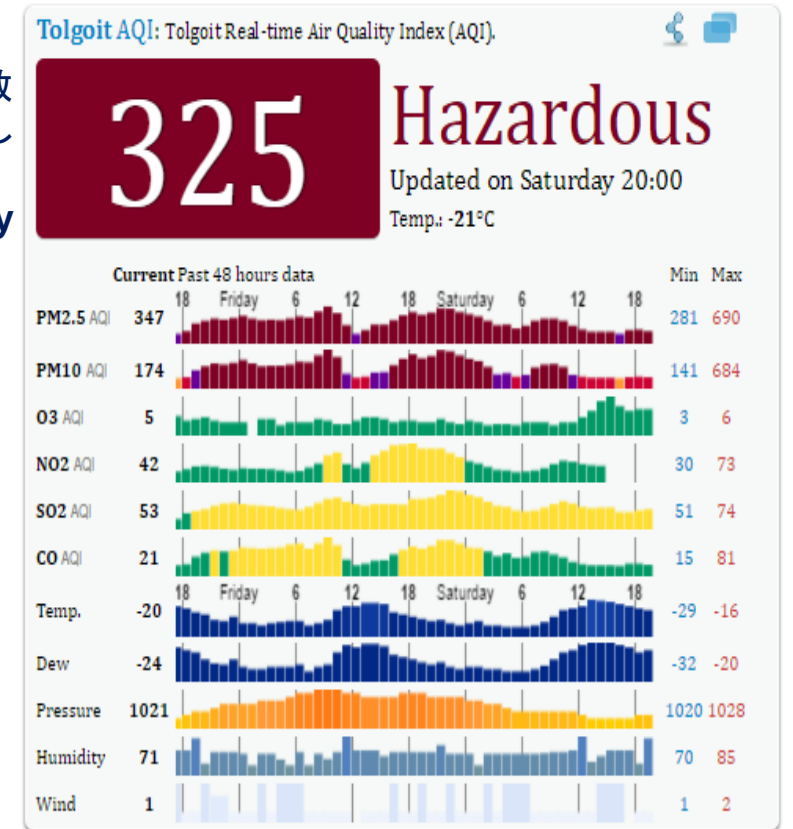 Tolgoit AQI: Tolgoit Real-time Air Quality Index (AQI).
数
し
y
325
Hazardous
Updated on Saturday 20:00
Temp.: -21°C
Current Past 48 hours data Min Max
18 Friday 6 12 18 Saturday 6 12 18
PM2.5 AQI 347 281 690
PM10 AQI 174 141 684
O3 AQI 5 3 6
NO2 AQI 42 30 73
SO2 AQI 53 51 74
CO AQI 21 15 81
18 Friday 6 12 18 Saturday 6 12 18
Temp. -20 -29 -16
Dew -24 -32 -20
Pressure 1021 1020 1028
Humidity 71 70 85
Wind 1 1 2